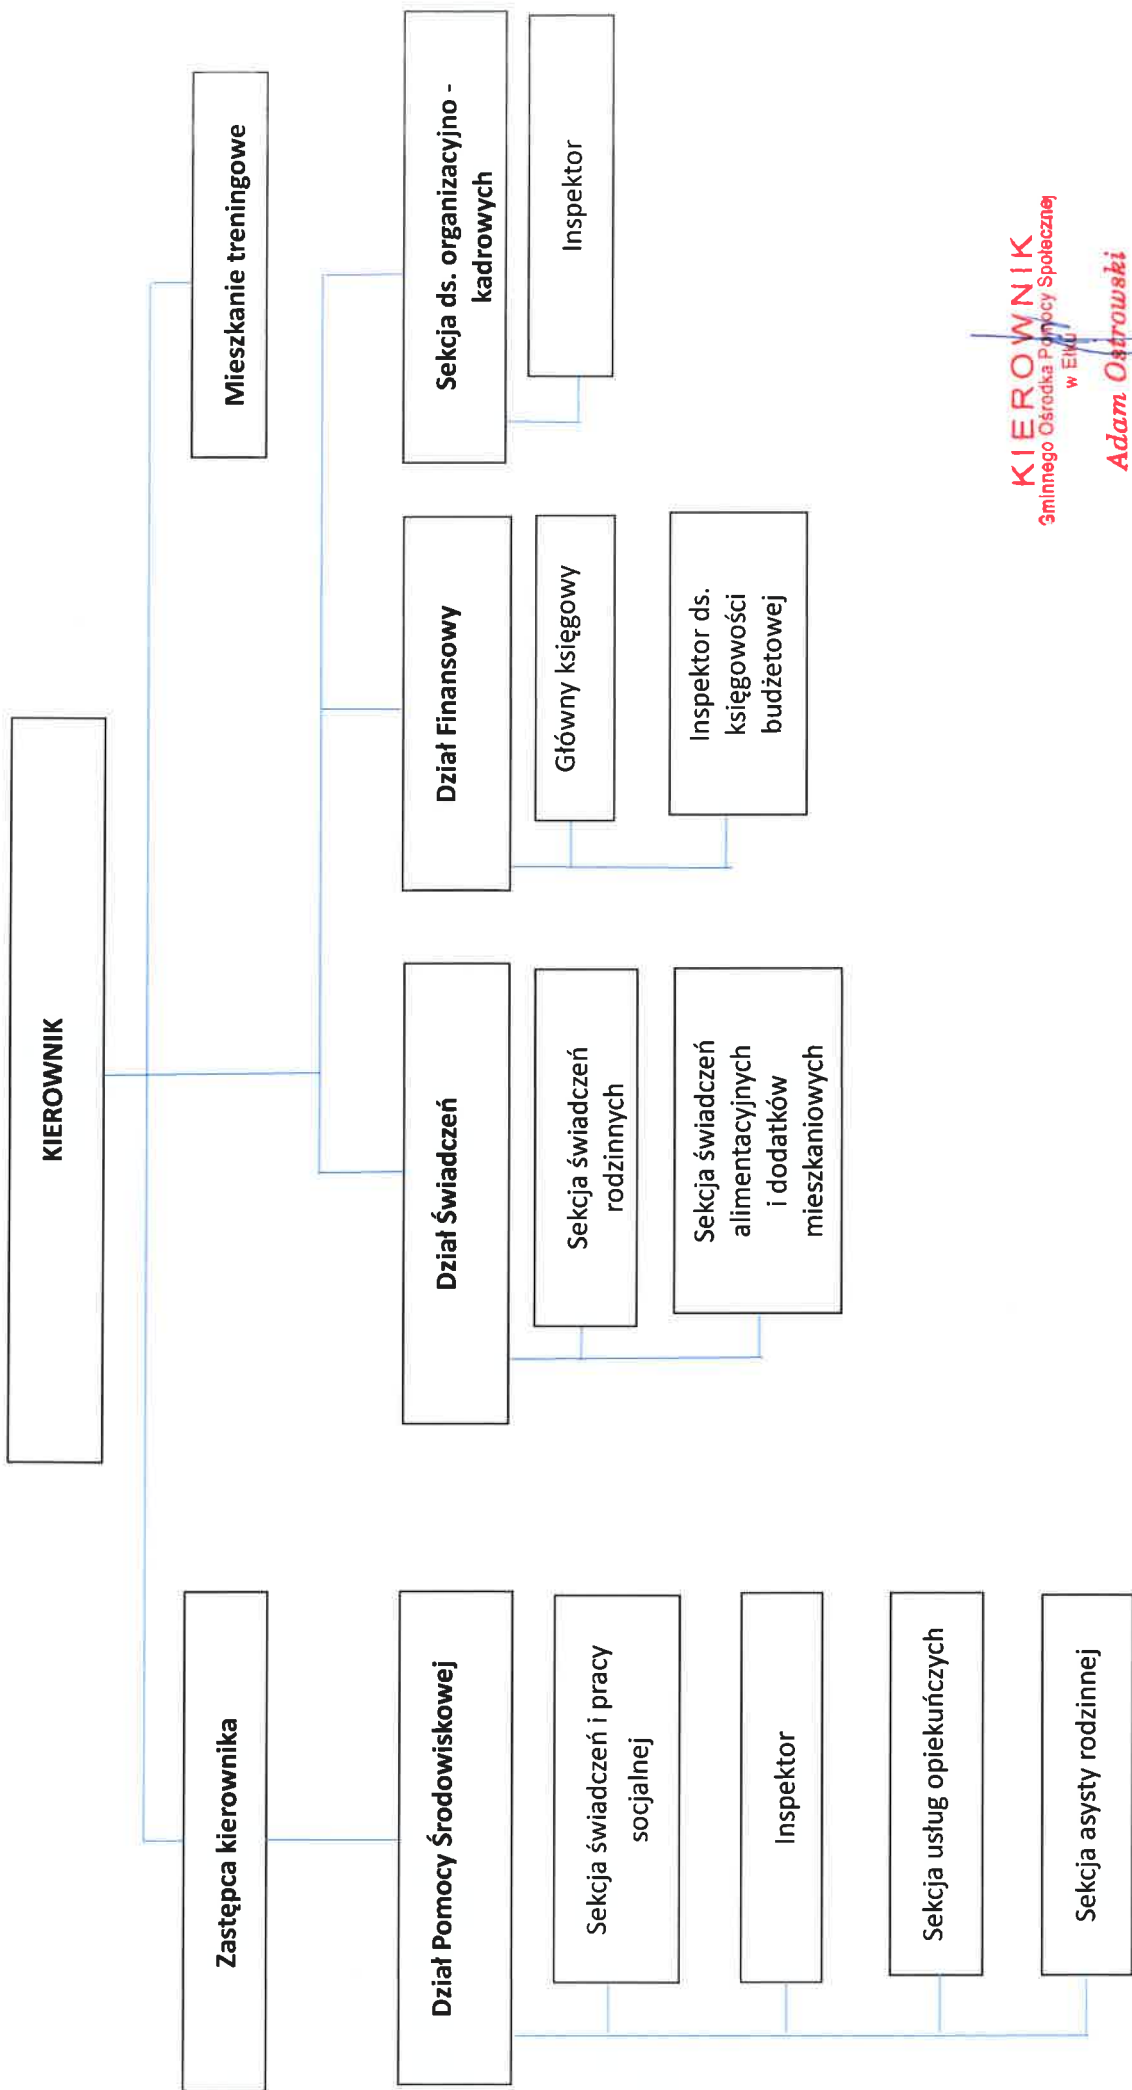 KIEROWNIK
Zastępca kierownika
Mieszkanie treningowe
Dział Pomocy Środowiskowej
Sekcja świadczeń i pracy
socjalnej
Inspektor
Sekcja usług opiekuńczych
Sekcja asysty rodzinnej
Dział Świadczeń
Sekcja świadczeń
rodzinnych
Sekcja świadczeń
alimentacyjnych
i dodatków
mieszkaniowych
Dział Finansowy
Główny księgowy
Inspektor ds.
księgowości
budżetowej
Sekcja ds. organizacyjno -
kadrowych
Inspektor
KIEROWNIK
Gminnego Ośrodka Pomocy Społecznej
w Ełku
Adam Ostrowski